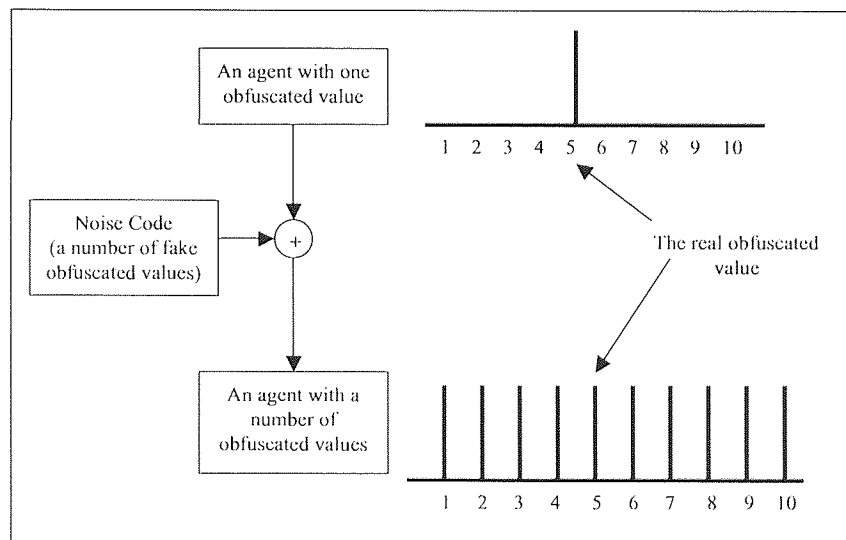 An agent with one
obfuscated value
1 2 3 4 5 6 7 8 9 10
Noise Code
(a number of fake
obfuscated values)
+
The real obfuscated
value
An agent with a
number of
obfuscated values
1 2 3 4 5 6 7 8 9 10